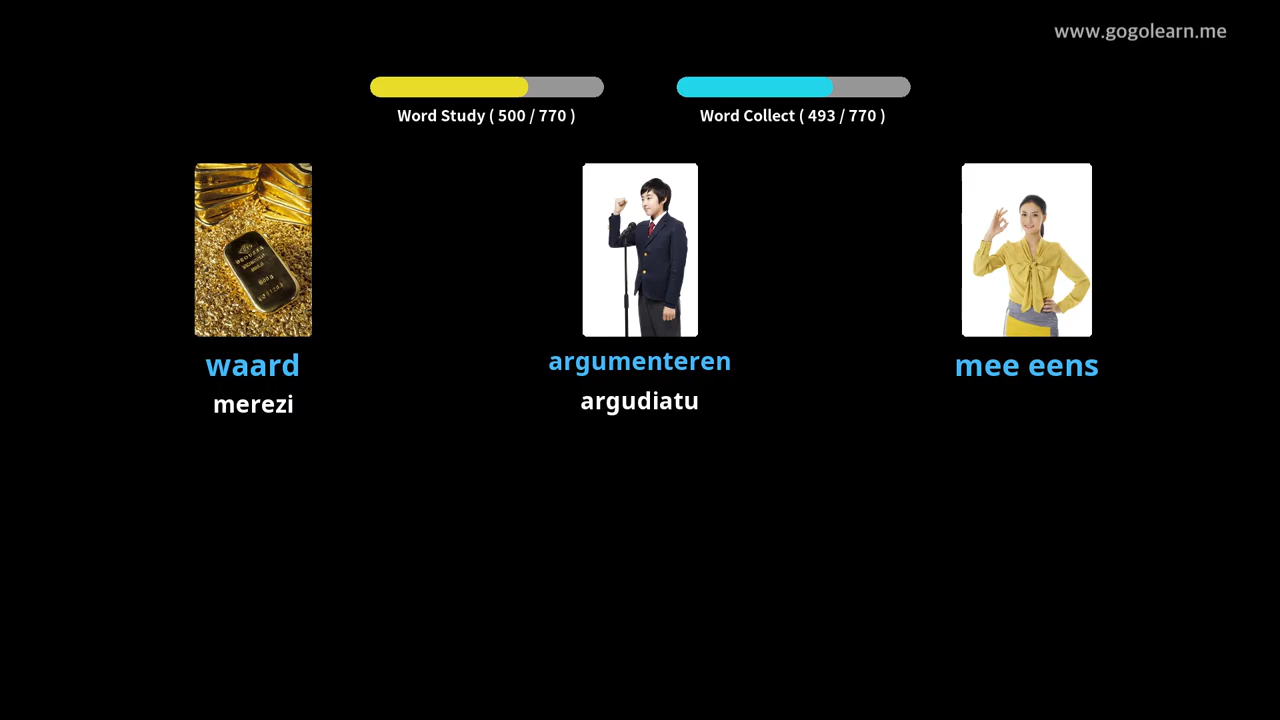 www.gogolearn.me
Word Study ( 500 / 770 )
Word Collect ( 493 / 770 )
waard
argumenteren
mee eens
merezi
argudiatu